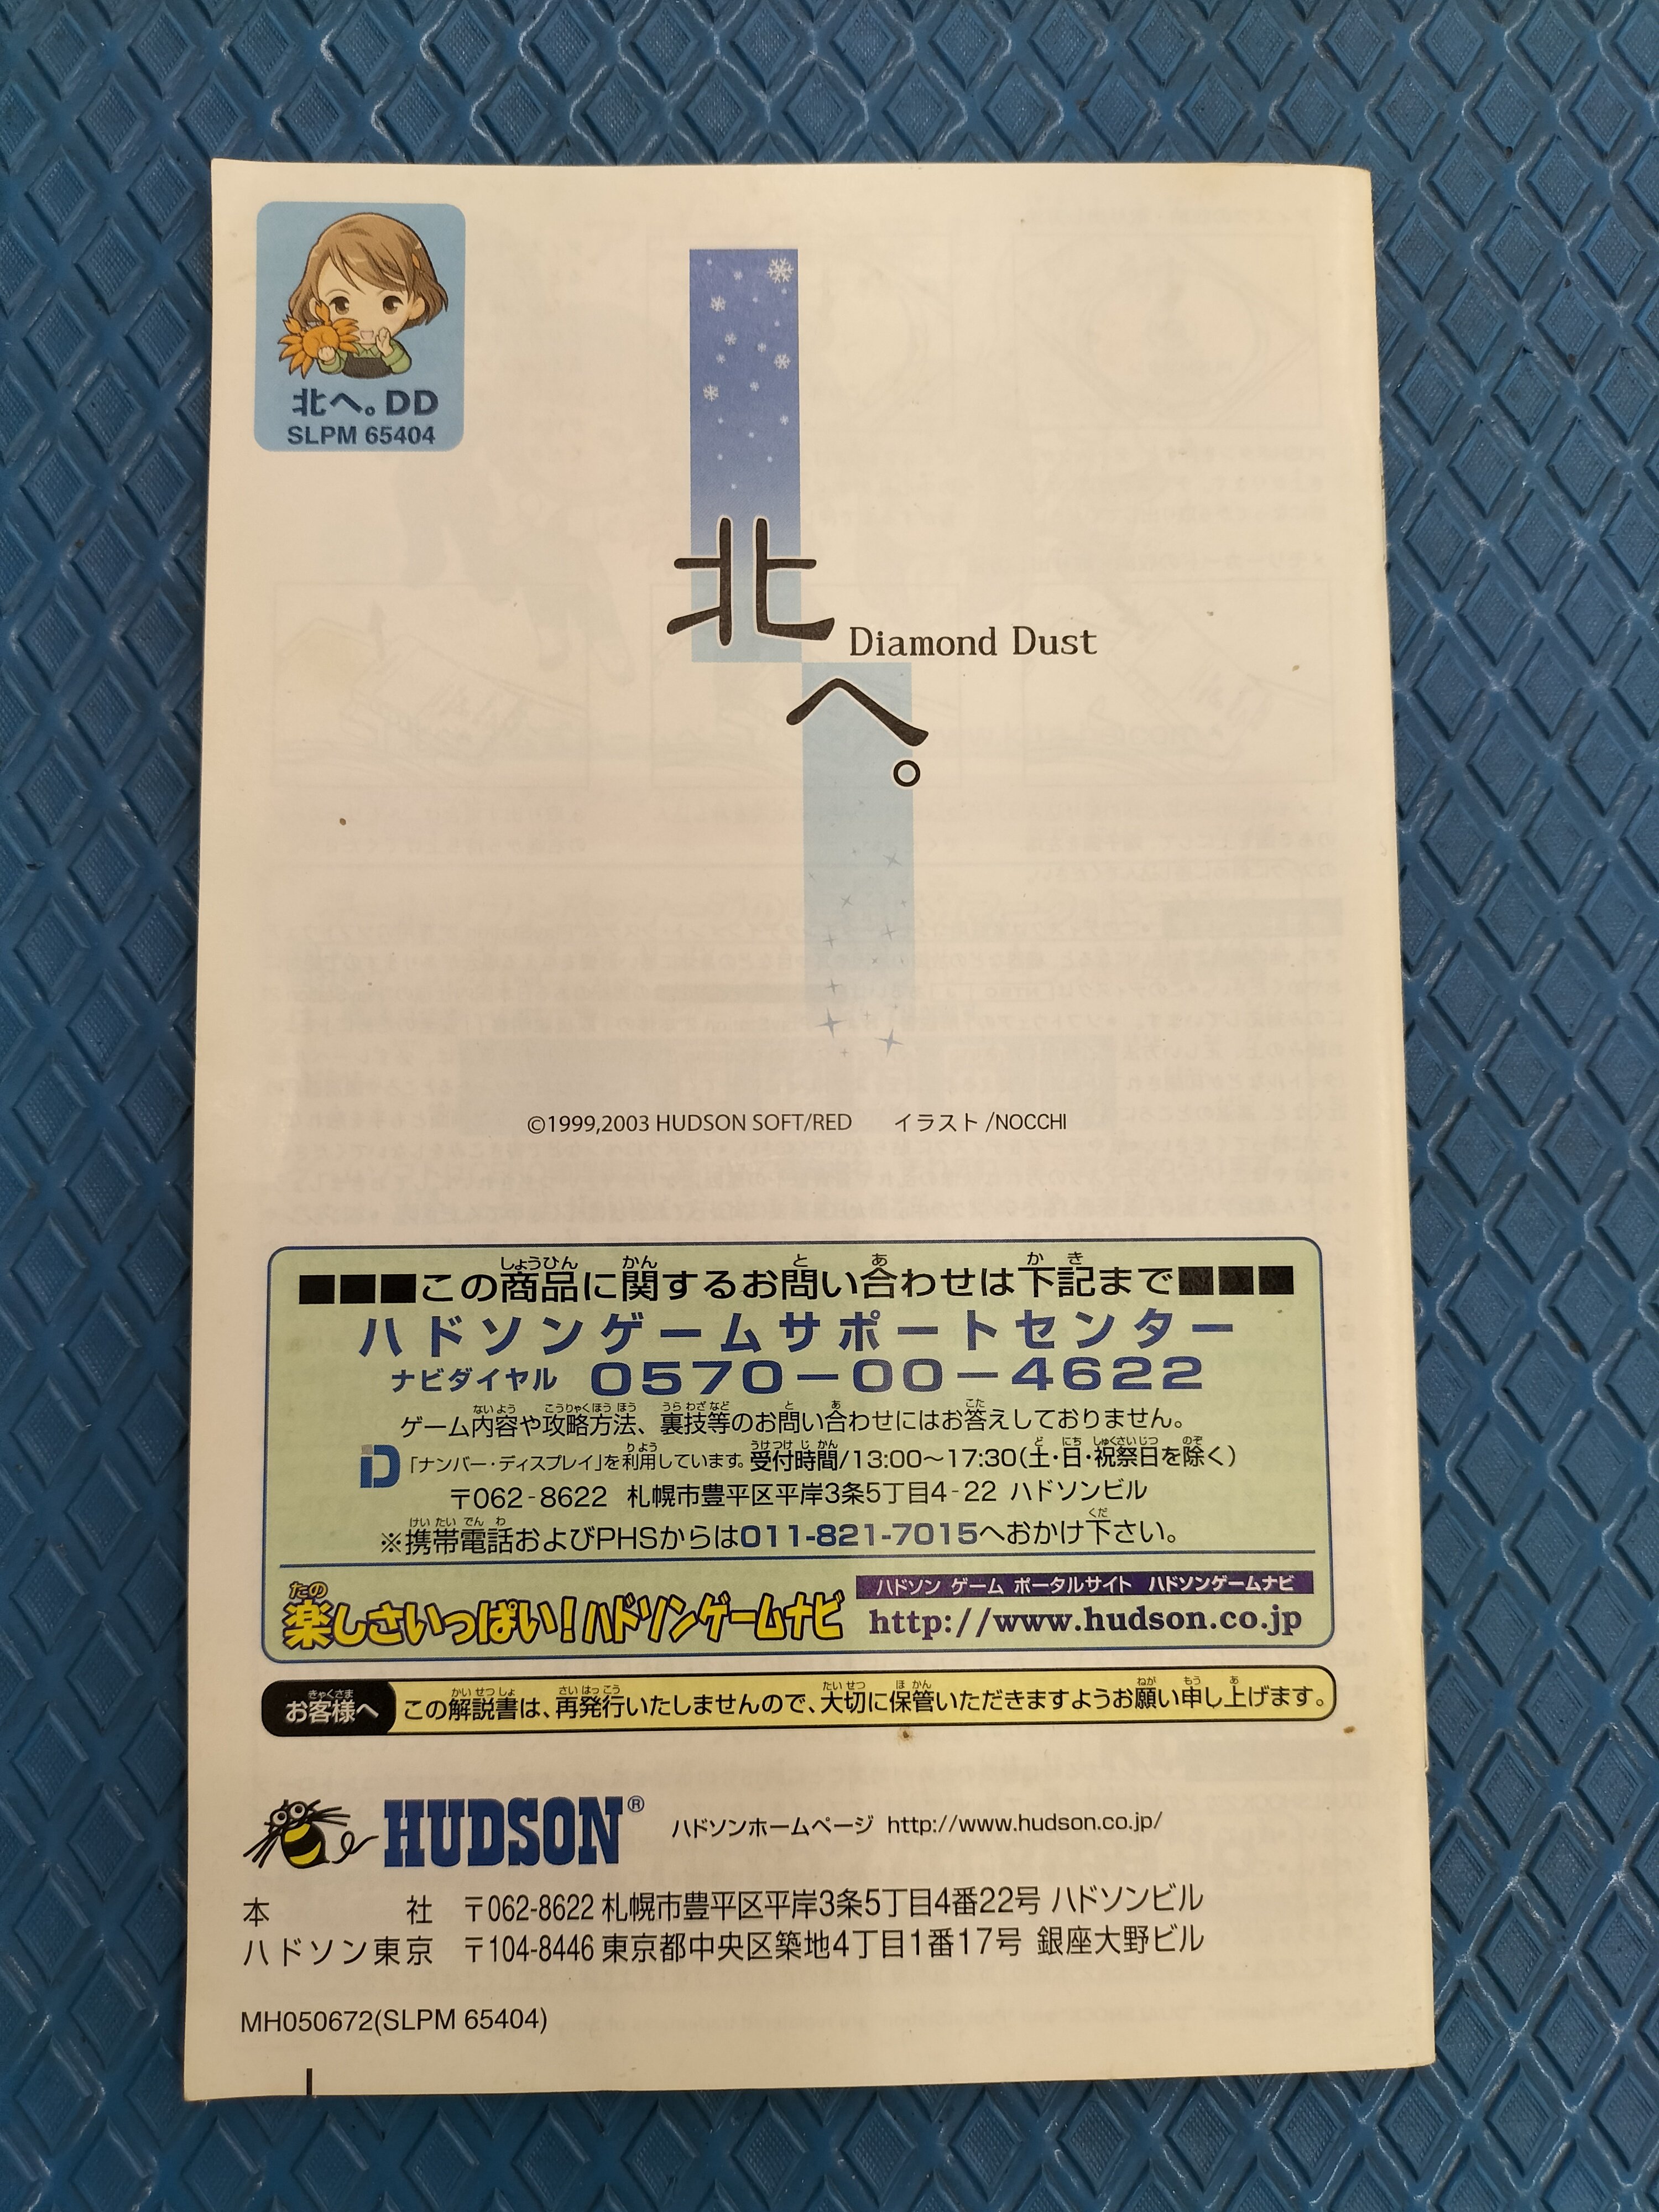 北へ。DD
SLPM 65404
北へ。
Diamond Dust
©1999,2003 HUDSON SOFT/RED イラスト/NOCCHI
■■■この商品に関するお問い合わせは下記まで■■■
ハドソンゲームサポートセンター
ナビダイヤル 0570-00-4622
ゲーム内容や攻略方法、裏技等のお問い合わせにはお答えしておりません。
「ナンバー・ディスプレイ」を利用しています。受付時間/13:00〜17:30(土・日・祝祭日を除く)
〒062-8622 札幌市豊平区平岸3条5丁目4-22 ハドソンビル
※携帯電話およびPHSからは011-821-7015へおかけ下さい。
楽しさいっぱい!ハドソンゲームナビ
ハドソン ゲーム ポータルサイト ハドソンゲームナビ
http://www.hudson.co.jp
お客様へ この解説書は、再発行いたしませんので、大切に保管いただきますようお願い申し上げます。
HUDSON® ハドソンホームページ http://www.hudson.co.jp/
本社 〒062-8622 札幌市豊平区平岸3条5丁目4番22号 ハドソンビル
ハドソン東京 〒104-8446 東京都中央区築地4丁目1番17号 銀座大野ビル
MH050672(SLPM 65404)